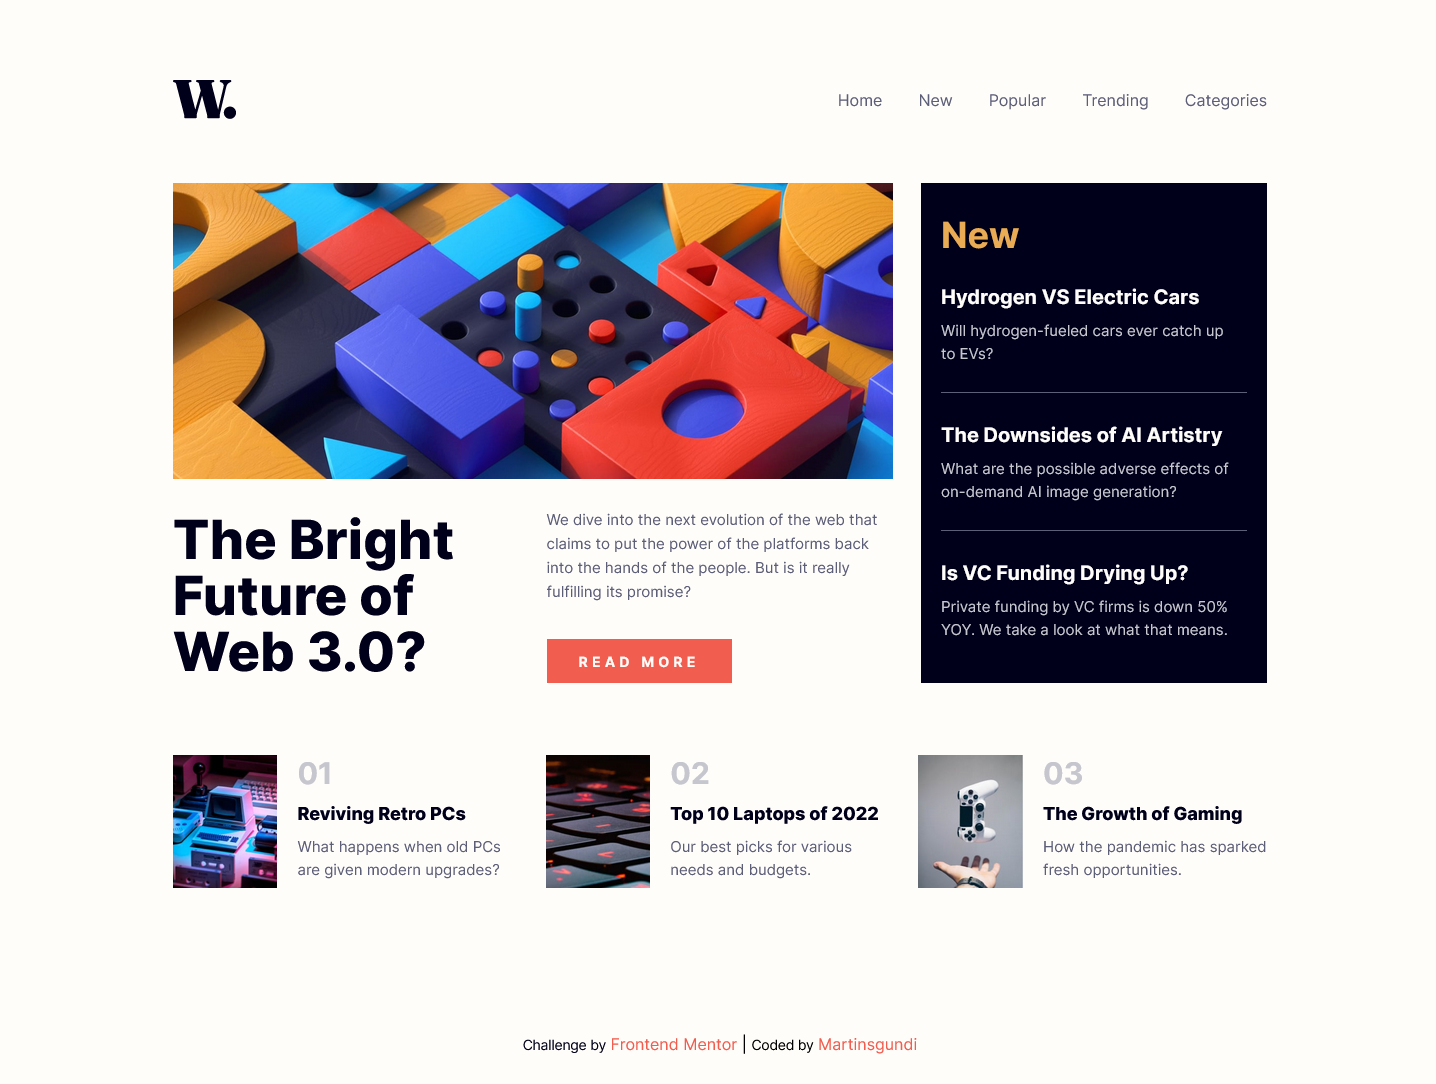 W.
Home New Popular Trending Categories
The Bright
Future of
Web 3.0?
We dive into the next evolution of the web that
claims to put the power of the platforms back
into the hands of the people. But is it really
fulfilling its promise?
READ MORE
New
Hydrogen VS Electric Cars
Will hydrogen-fueled cars ever catch up
to EVs?
The Downsides of AI Artistry
What are the possible adverse effects of
on-demand AI image generation?
Is VC Funding Drying Up?
Private funding by VC firms is down 50%
YOY. We take a look at what that means.
01
Reviving Retro PCs
What happens when old PCs
are given modern upgrades?
02
Top 10 Laptops of 2022
Our best picks for various
needs and budgets.
03
The Growth of Gaming
How the pandemic has sparked
fresh opportunities.
Challenge by Frontend Mentor | Coded by Martinsgundi